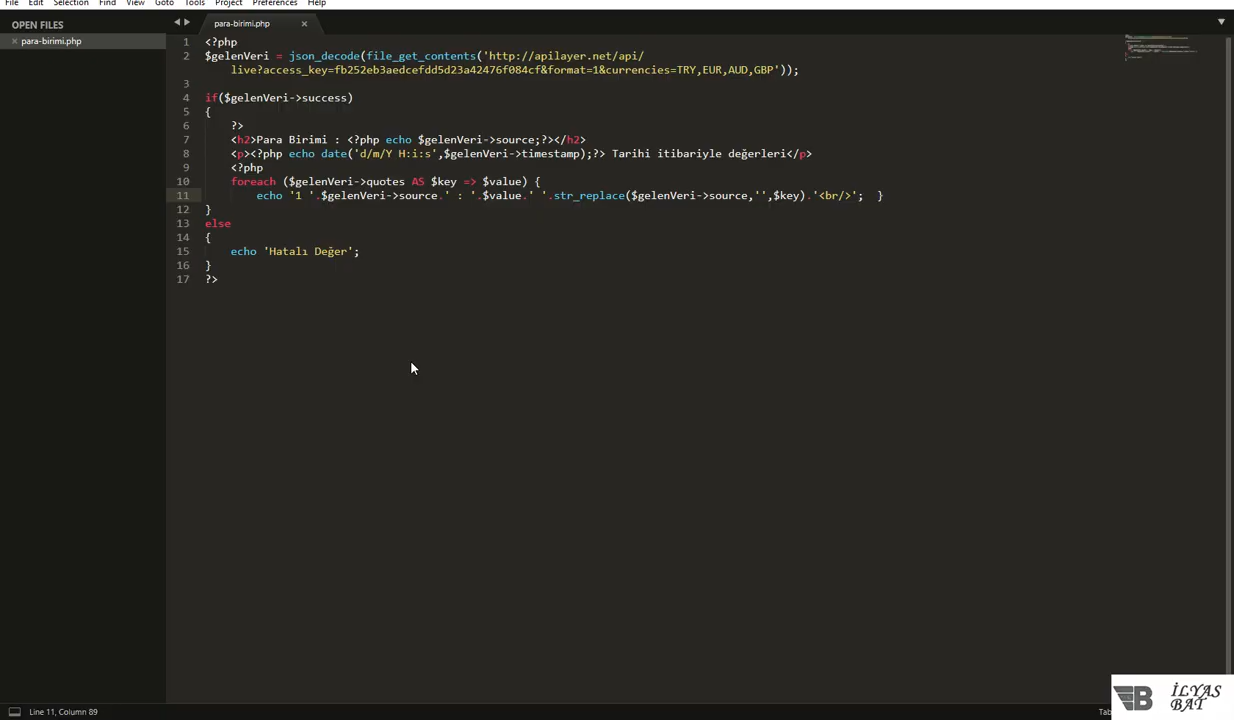 File Edit Selection Find View Goto Tools Project Preferences Help
OPEN FILES
para-birimi.php
para-birimi.php
1 <?php
2 $gelenVeri = json_decode(file_get_contents('http://apilayer.net/api/
live?access_key=fb252eb3aedcefdd5d23a42476f084cf&format=1&currencies=TRY,EUR,AUD,GBP'));
3
4 if($gelenVeri->success)
5 {
6 ?>
7 <h2>Para Birimi : <?php echo $gelenVeri->source;?></h2>
8 <p><?php echo date('d/m/Y H:i:s',$gelenVeri->timestamp);?> Tarihi itibariyle değerleri</p>
9 <?php
10 foreach ($gelenVeri->quotes AS $key => $value) {
11 echo '1 '.$gelenVeri->source.' : '.$value.' '.str_replace($gelenVeri->source,'',$key).'<br/>'; }
12 }
13 else
14 {
15 echo 'Hatalı Değer';
16 }
17 ?>
Line 11, Column 89
İLYAS
BAT